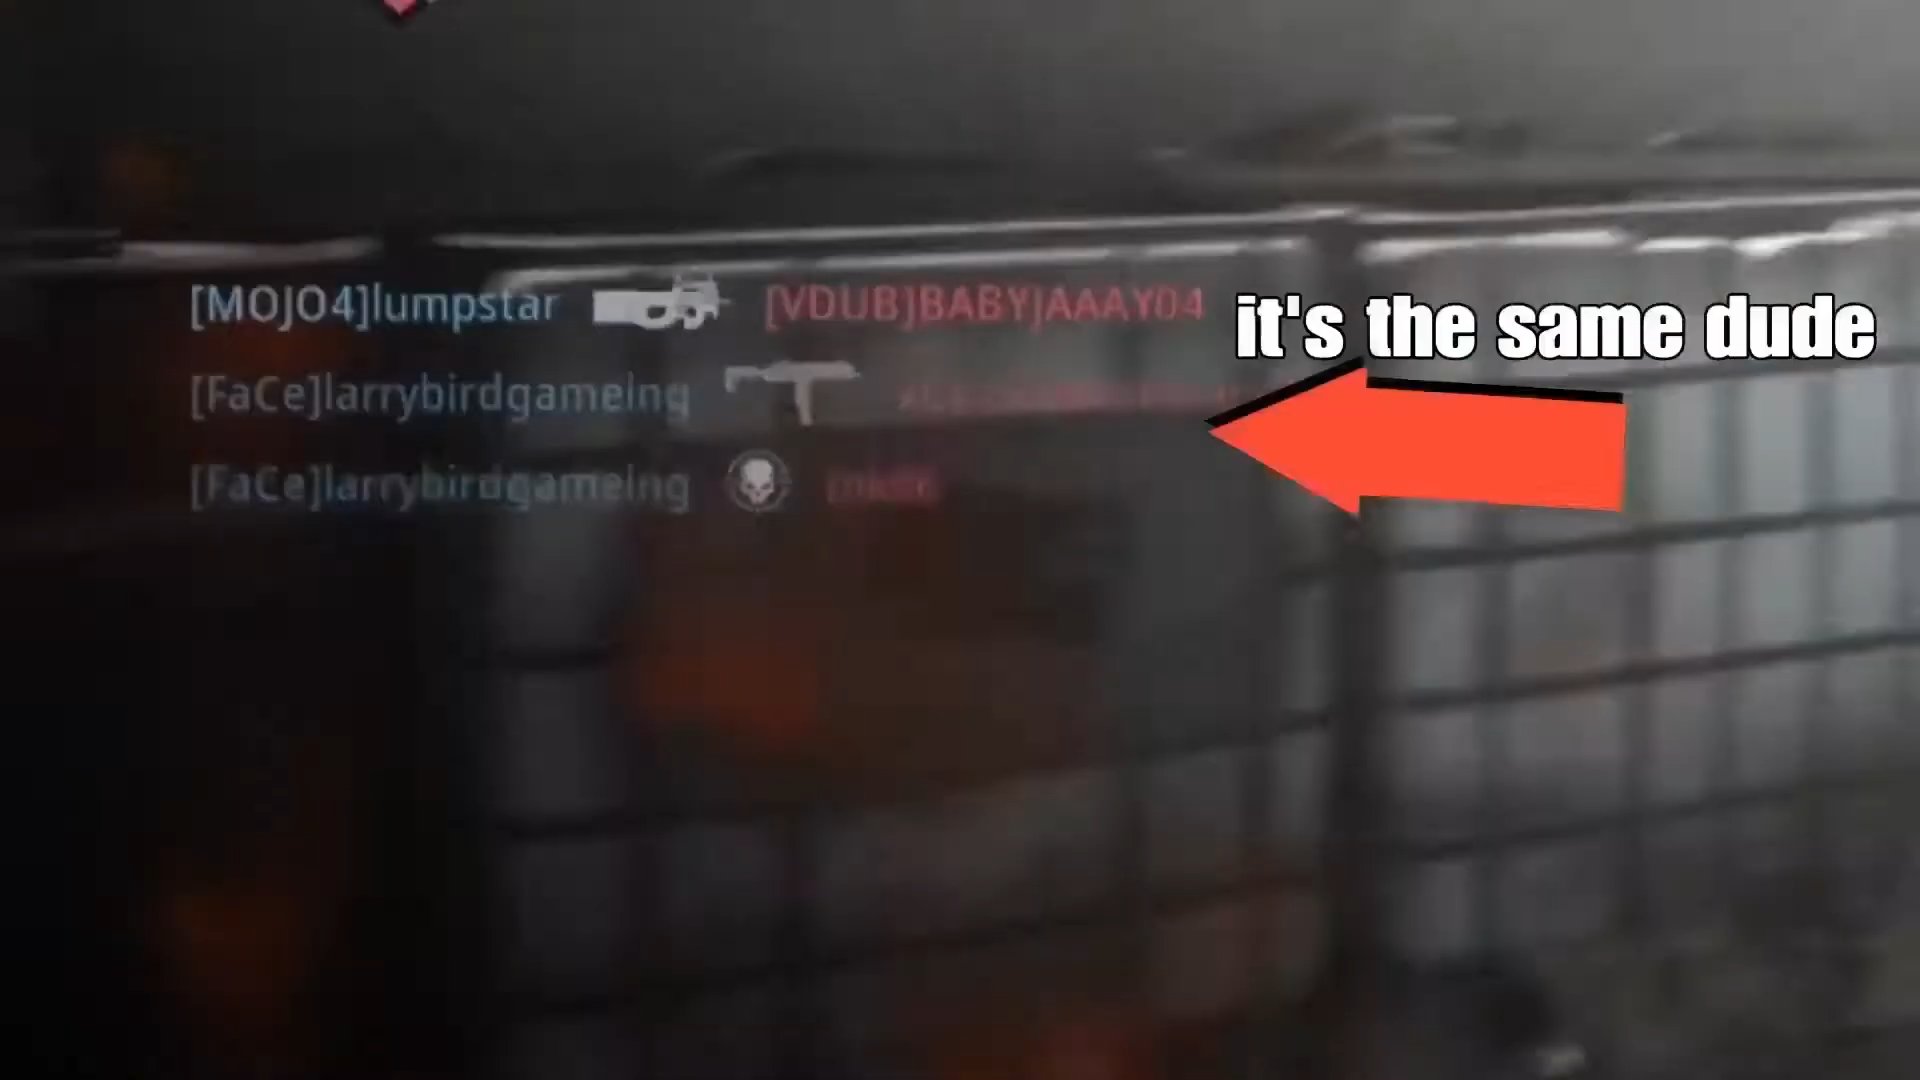 [MOJO4]lumpstar [VDUB]BABYJAAAY04
it's the same dude
[FaCe]larrybirdgameing
[FaCe]larrybirdgameing